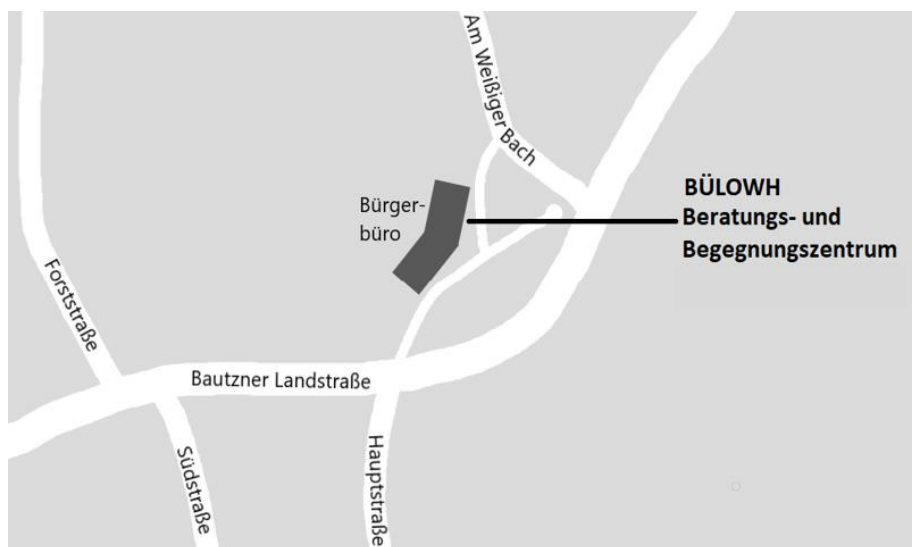 Am Weißiger Bach
BÜLOWH
Beratungs- und
Begegnungszentrum
Bürger-
büro
Forststraße
Bautzner Landstraße
Südstraße
Hauptstraße